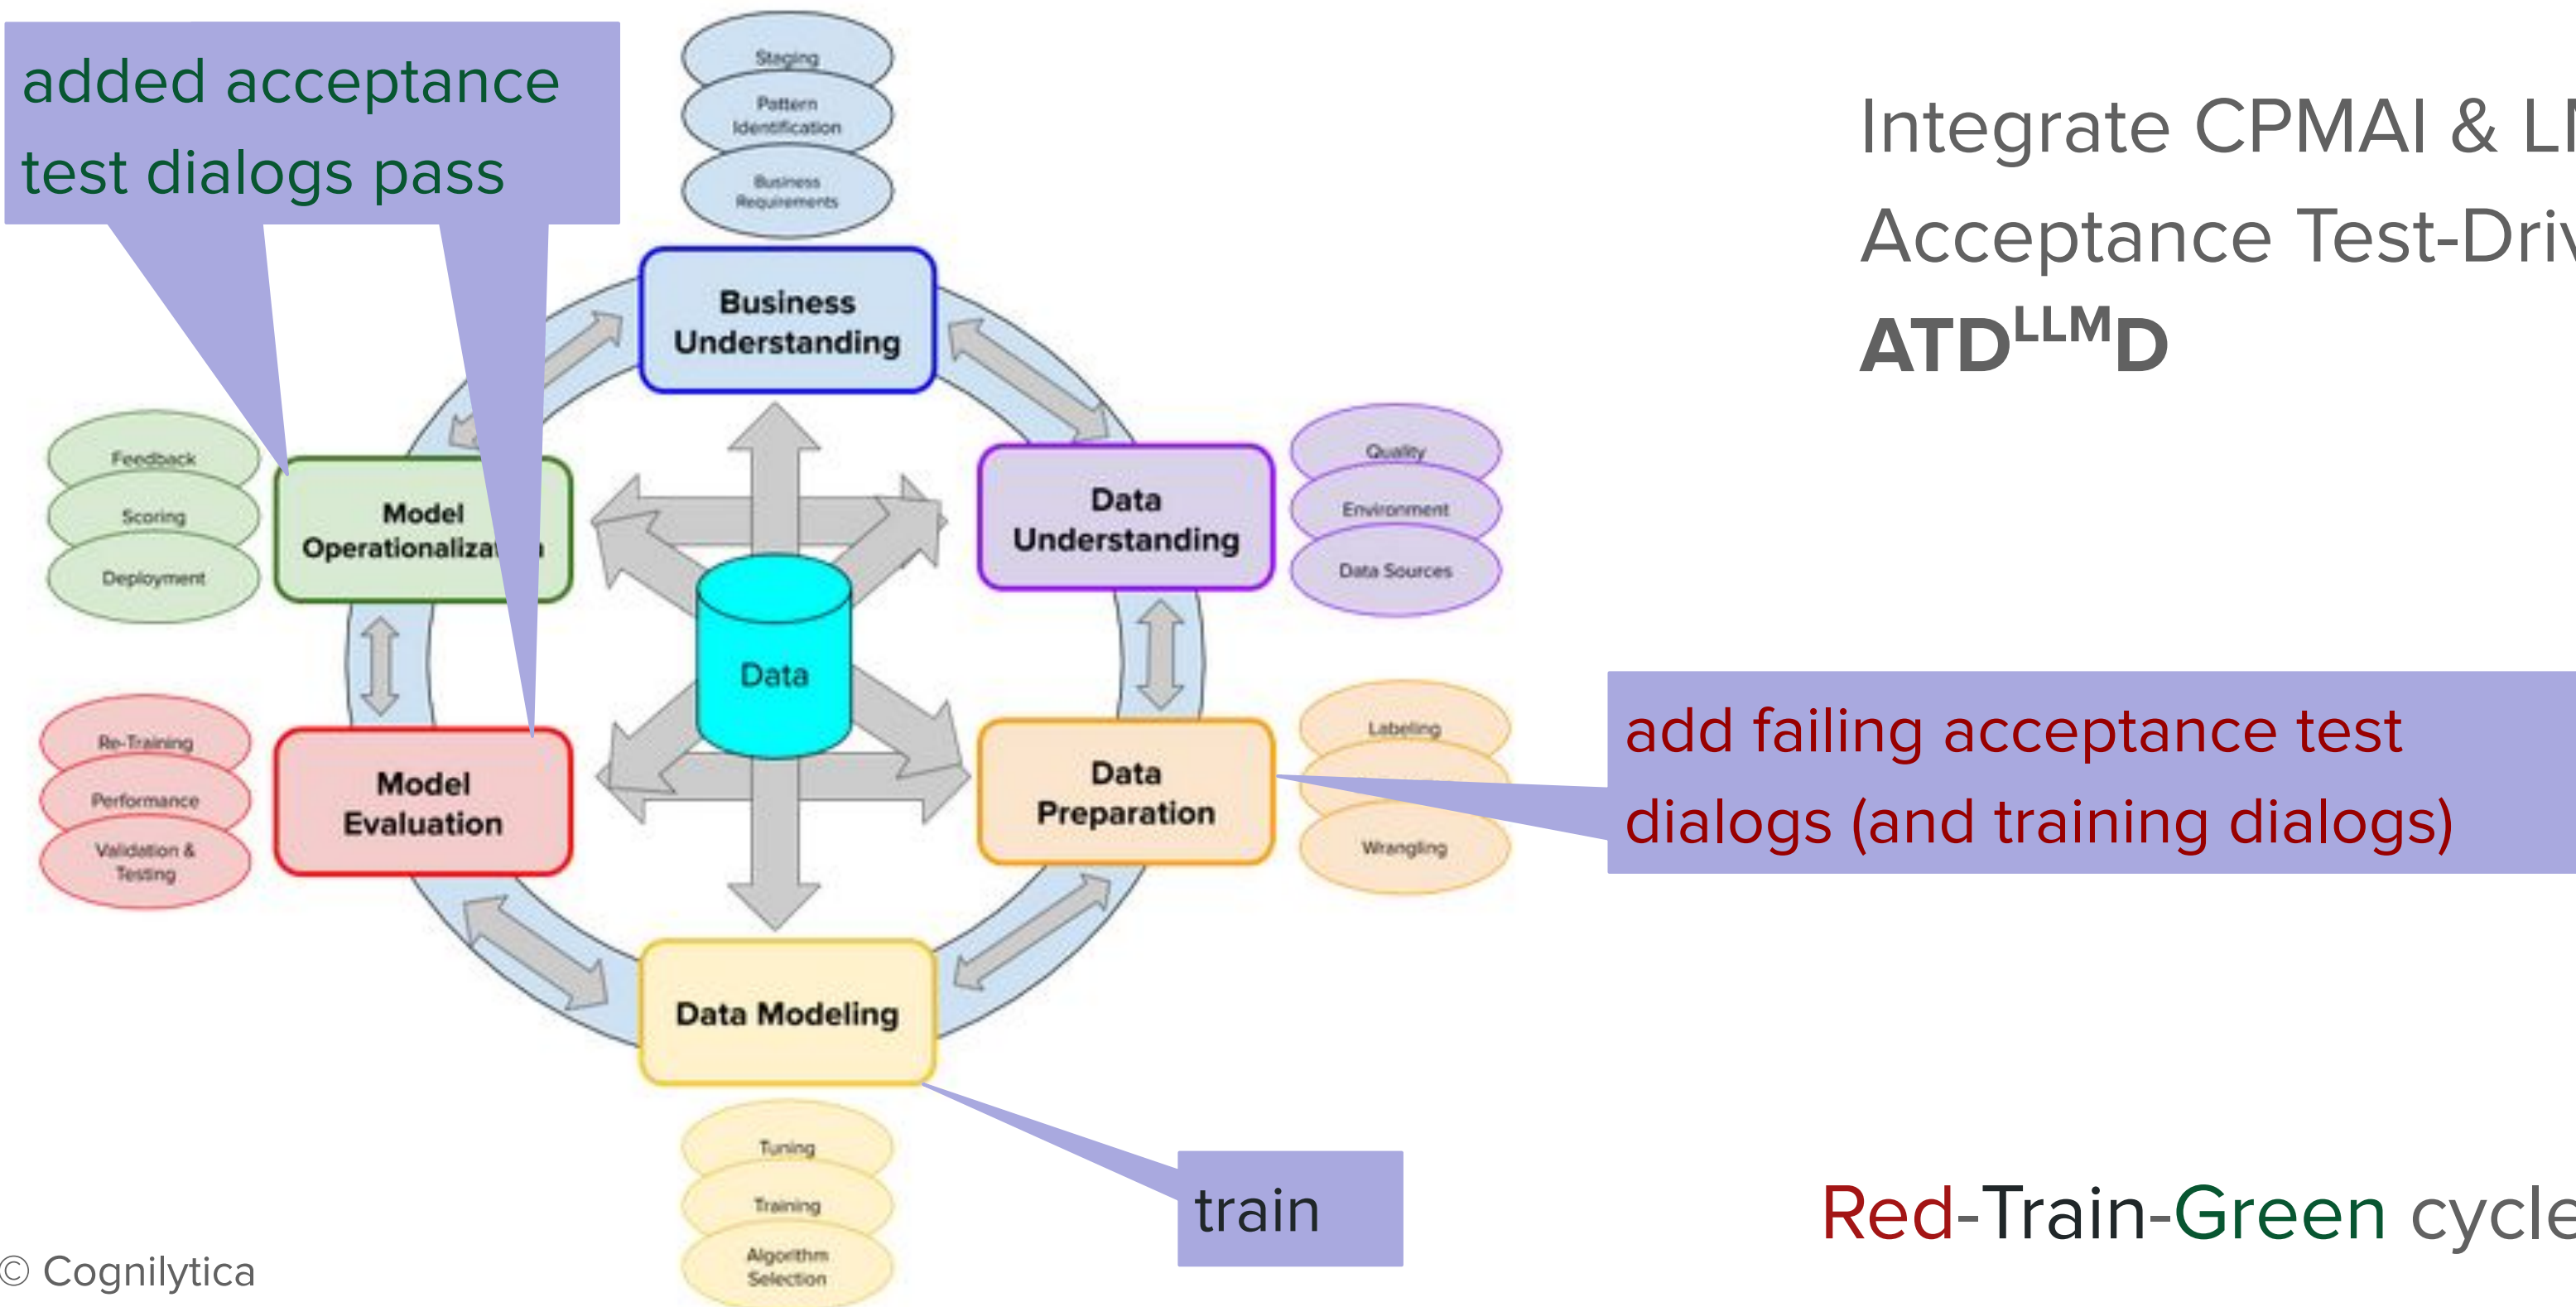 added acceptance
test dialogs pass
Integrate CPMAI & LM
Acceptance Test-Driv
ATDᴸᴸᴹD
Staging
Pattern
Identification
Business
Requirements
Business
Understanding
Feedback
Scoring
Deployment
Model
Operationaliza
Data
Understanding
Quality
Environment
Data Sources
Data
Re-Training
Performance
Validation &
Testing
Model
Evaluation
Data
Preparation
Labeling
Wrangling
add failing acceptance test
dialogs (and training dialogs)
Data Modeling
Tuning
Training
Algorithm
Selection
train
Red-Train-Green cycle
© Cognilytica